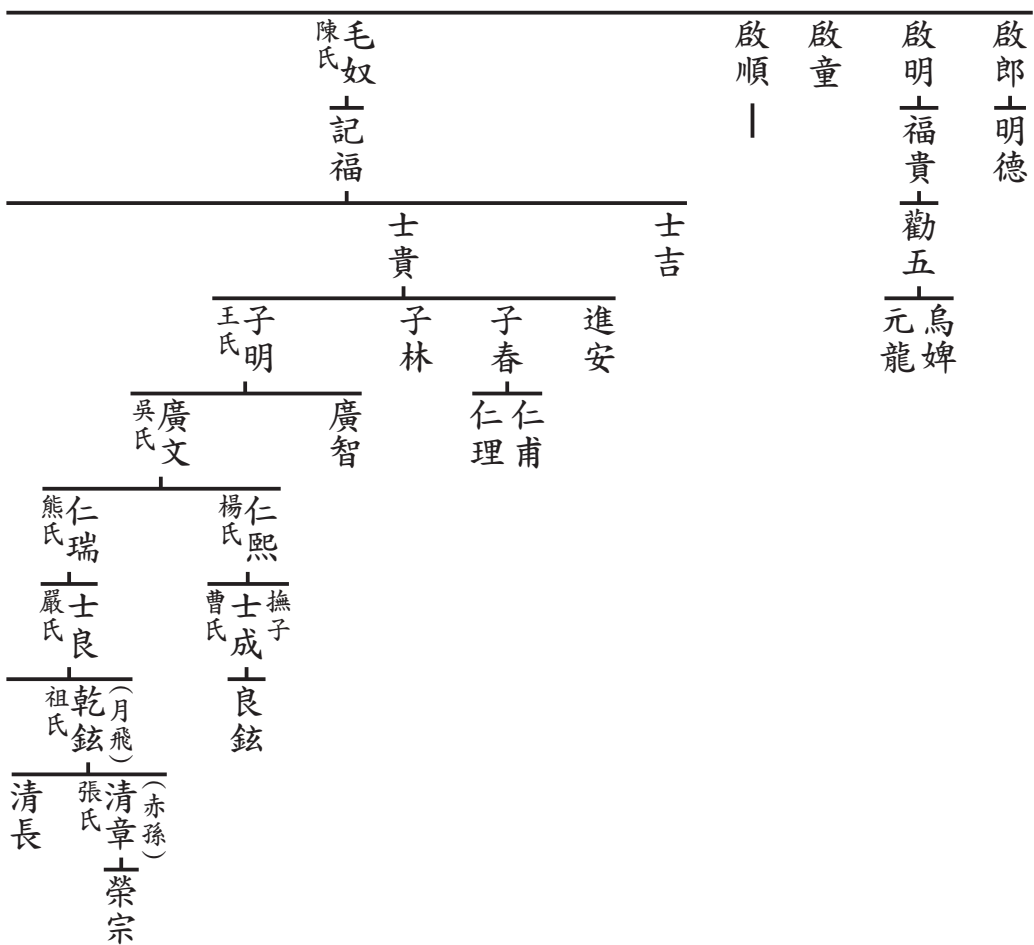 啟郎
啟明
啟童
啟順
毛奴
陳氏
明德
福貴
記福
勸五
士吉
士貴
烏婢
元龍
進安
子春
子林
子明
王氏
仁甫
仁理
廣智
廣文
吳氏
仁熙
楊氏
仁瑞
熊氏
撫子
士成
曹氏
士良
嚴氏
良鉉
(月飛)
乾鉉
祖氏
(赤孫)
清章
張氏
清長
榮宗